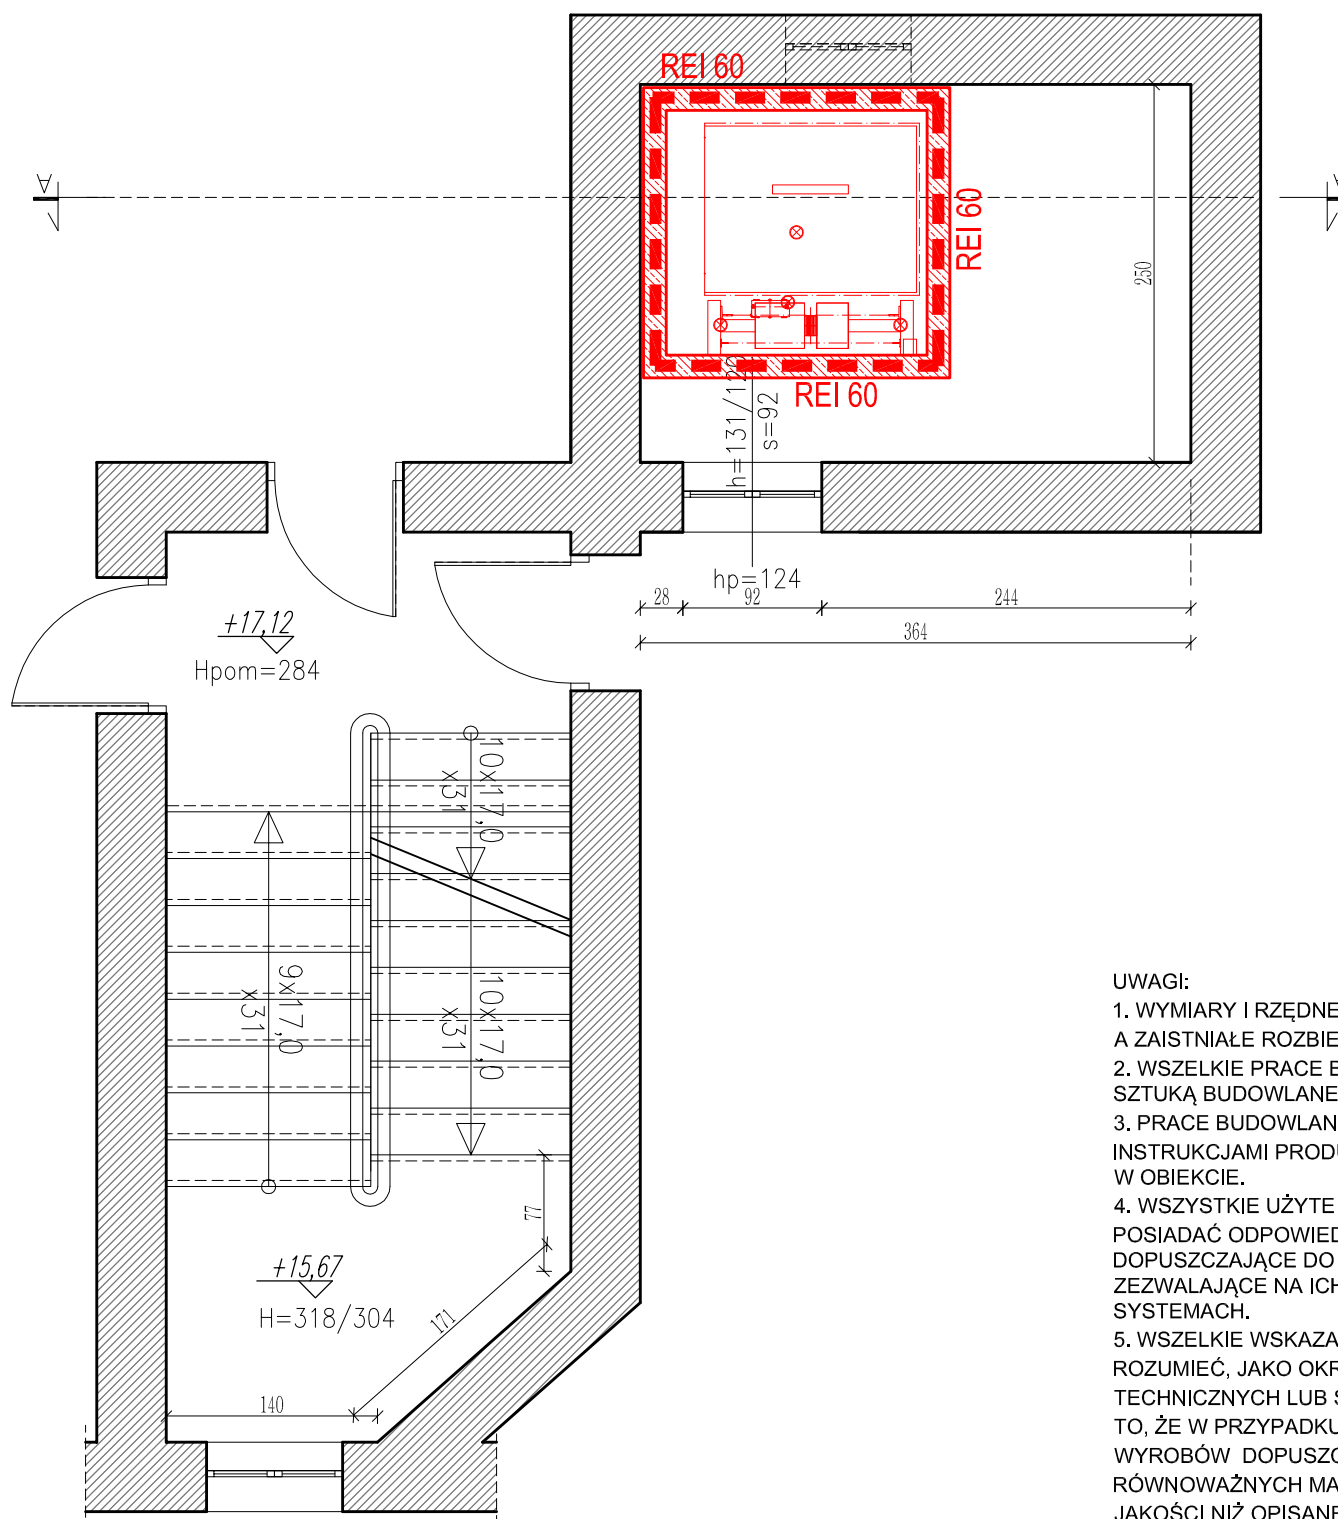 REI 60
A
A
REI 60
250
REI 60
h=131/122
s=92
hp=124
28
92
244
364
+17,12
Hpom=284
10x17,0
x31
9x17,0
x31
10x17,0
x31
77
+15,67
H=318/304
171
140
UWAGI:
1. WYMIARY I RZĘDNE
A ZAISTNIAŁE ROZBIE
2. WSZELKIE PRACE B
SZTUKĄ BUDOWLANE
3. PRACE BUDOWLAN
INSTRUKCJAMI PRODU
W OBIEKCIE.
4. WSZYSTKIE UŻYTE
POSIADAĆ ODPOWIED
DOPUSZCZAJĄCE DO
ZEZWALAJĄCE NA ICH
SYSTEMACH.
5. WSZELKIE WSKAZA
ROZUMIEĆ, JAKO OKR
TECHNICZNYCH LUB S
TO, ŻE W PRZYPADKU
WYROBÓW DOPUSZC
RÓWNOWAŻNYCH MA
JAKOŚCI NIŻ OPISANE